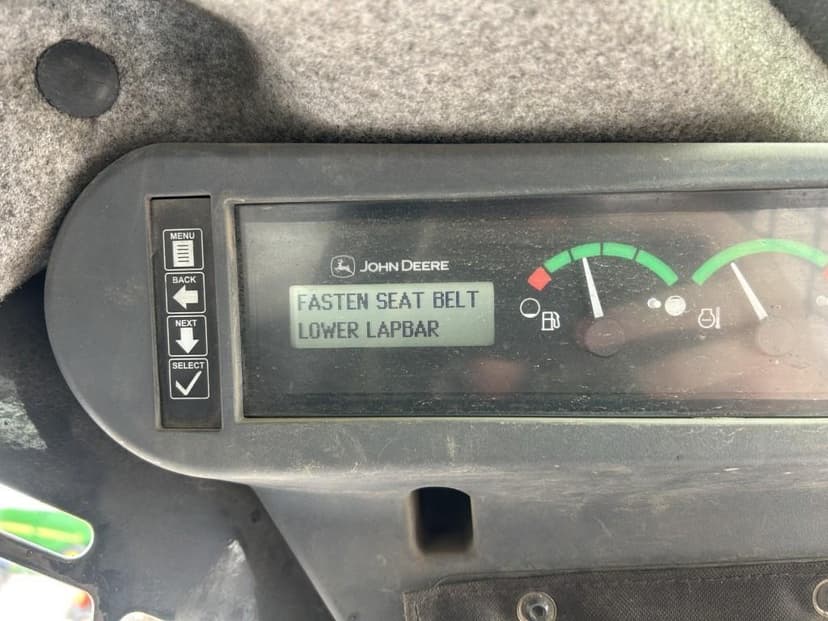 MENU
BACK
NEXT
SELECT
JOHN DEERE
FASTEN SEAT BELT
LOWER LAPBAR